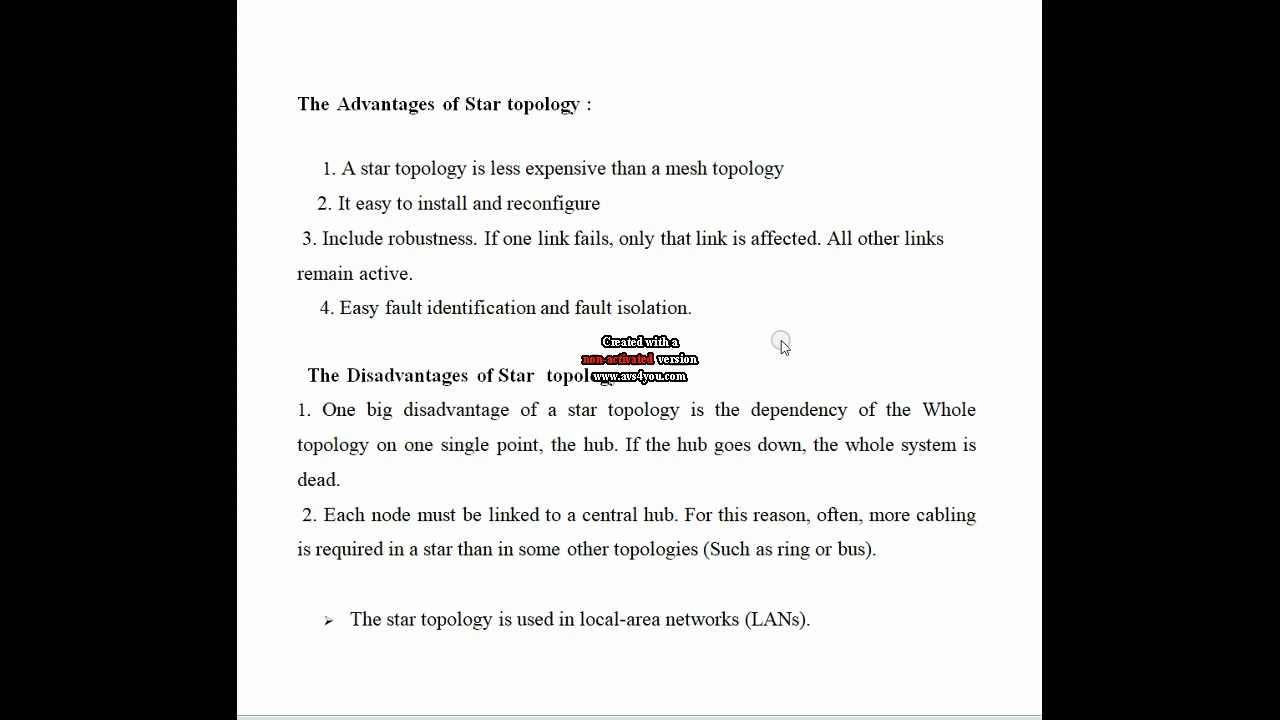 The Advantages of Star topology :
1. A star topology is less expensive than a mesh topology
2. It easy to install and reconfigure
3. Include robustness. If one link fails, only that link is affected. All other links
remain active.
4. Easy fault identification and fault isolation.
Created with a
non-activated version
www.avs4you.com
The Disadvantages of Star
1. One big disadvantage of a star topology is the dependency of the Whole
topology on one single point, the hub. If the hub goes down, the whole system is
dead.
2. Each node must be linked to a central hub. For this reason, often, more cabling
is required in a star than in some other topologies (Such as ring or bus).
➢ The star topology is used in local-area networks (LANs).